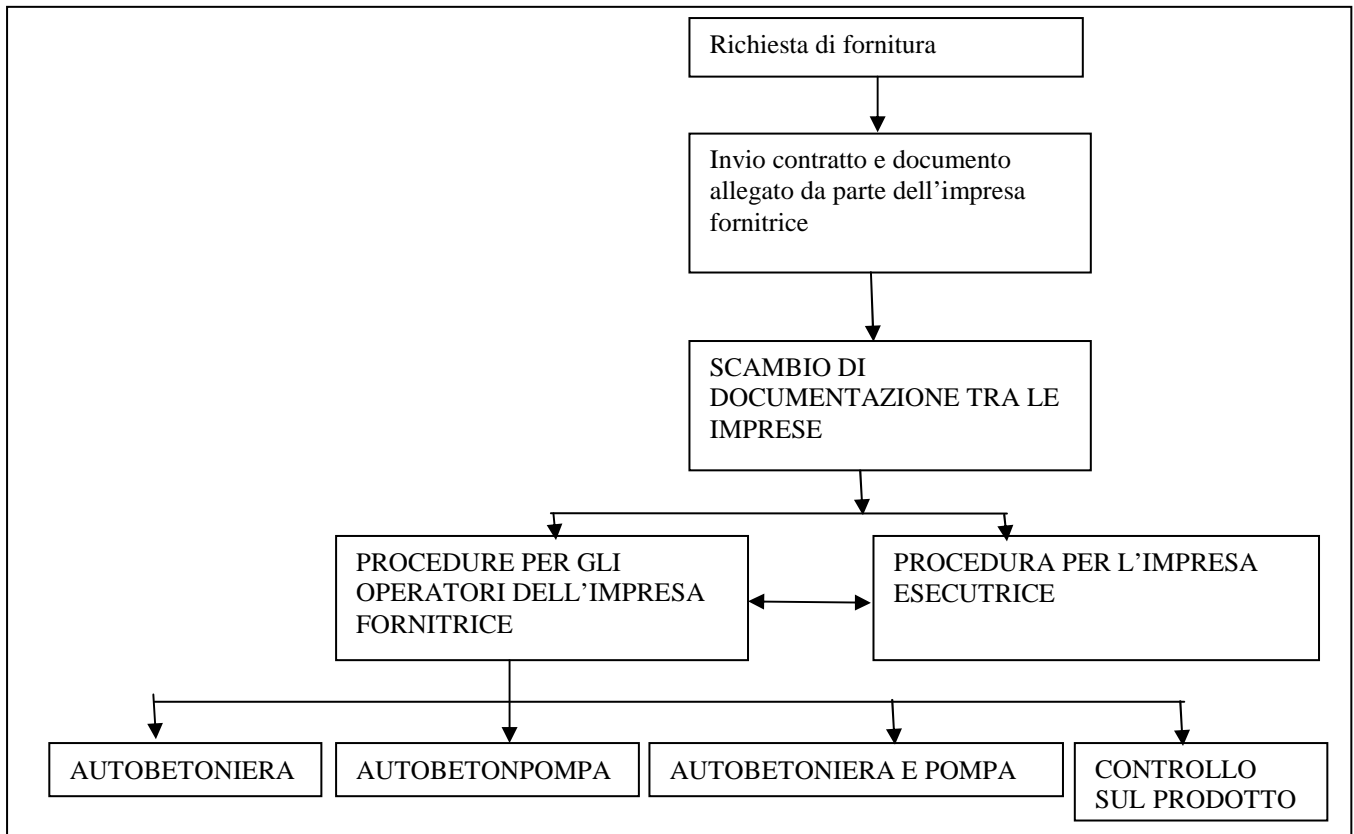 Richiesta di fornitura
Invio contratto e documento
allegato da parte dell’impresa
fornitrice
SCAMBIO DI
DOCUMENTAZIONE TRA LE
IMPRESE
PROCEDURE PER GLI
OPERATORI DELL’IMPRESA
FORNITRICE
PROCEDURA PER L’IMPRESA
ESECUTRICE
AUTOBETONIERA
AUTOBETONPOMPA
AUTOBETONIERA E POMPA
CONTROLLO
SUL PRODOTTO